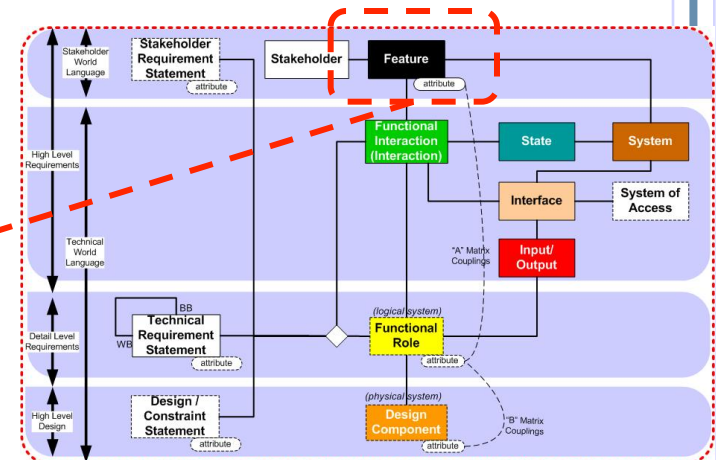 Stakeholder
World
Language
Stakeholder
Requirement
Statement
attribute
Stakeholder
Feature
attribute
High Level
Requirements
Technical
World
Language
Functional
Interaction
(Interaction)
State
System
Interface
System of
Access
"A" Matrix
Couplings
Input/
Output
Detail Level
Requirements
BB
WB
Technical
Requirement
Statement
attribute
(logical system)
Functional
Role
attribute
High Level
Design
Design /
Constraint
Statement
attribute
(physical system)
Design
Component
attribute
"B" Matrix
Couplings